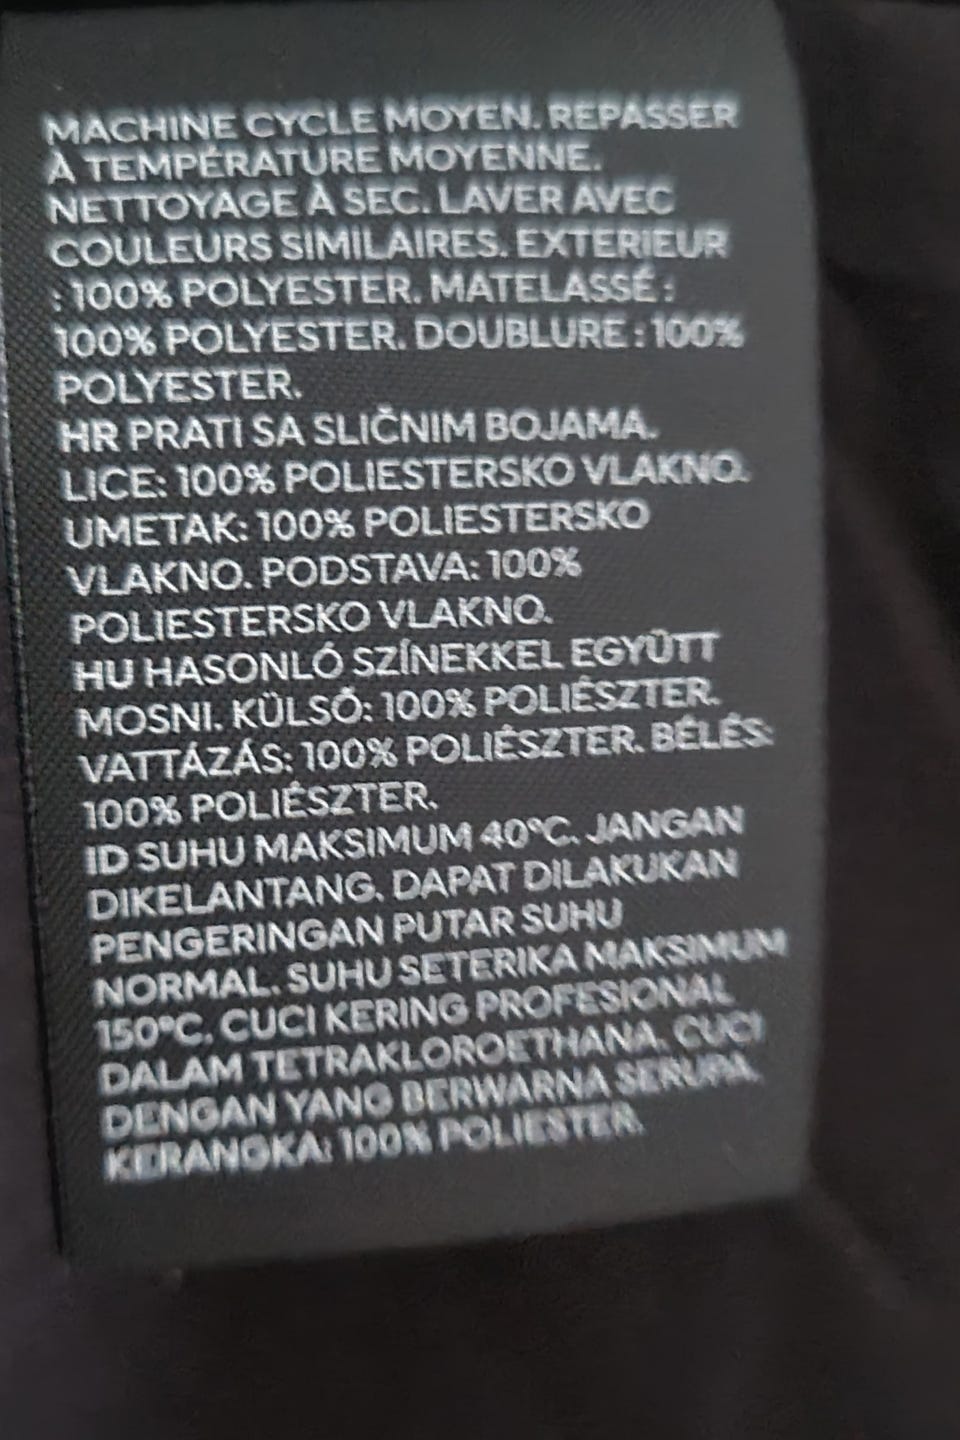 MACHINE CYCLE MOYEN. REPASSER
À TEMPÉRATURE MOYENNE.
NETTOYAGE À SEC. LAVER AVEC
COULEURS SIMILAIRES. EXTERIEUR
: 100% POLYESTER. MATELASSÉ :
100% POLYESTER. DOUBLURE : 100%
POLYESTER.
HR PRATI SA SLIČNIM BOJAMA.
LICE: 100% POLIESTERSKO VLAKNO.
UMETAK: 100% POLIESTERSKO
VLAKNO. PODSTAVA: 100%
POLIESTERSKO VLAKNO.
HU HASONLÓ SZÍNEKKEL EGYÜTT
MOSNI. KÜLSŐ: 100% POLIÉSZTER.
VATTÁZÁS: 100% POLIÉSZTER. BÉLÉS:
100% POLIÉSZTER.
ID SUHU MAKSIMUM 40°C. JANGAN
DIKELANTANG. DAPAT DILAKUKAN
PENGERINGAN PUTAR SUHU
NORMAL. SUHU SETERIKA MAKSIMUM
150°C. CUCI KERING PROFESIONAL
DALAM TETRAKLOROETHANA. CUCI
DENGAN YANG BERWARNA SERUPA.
KERANGKA: 100% POLIESTER.